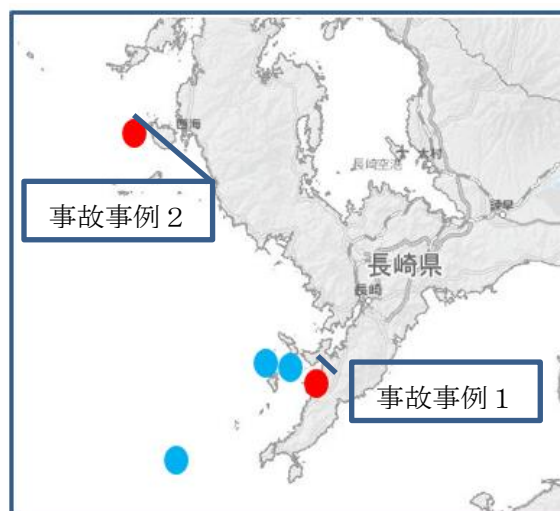 西海
長崎空港
大村
事故事例２
諫早
長崎県
長崎
事故事例１